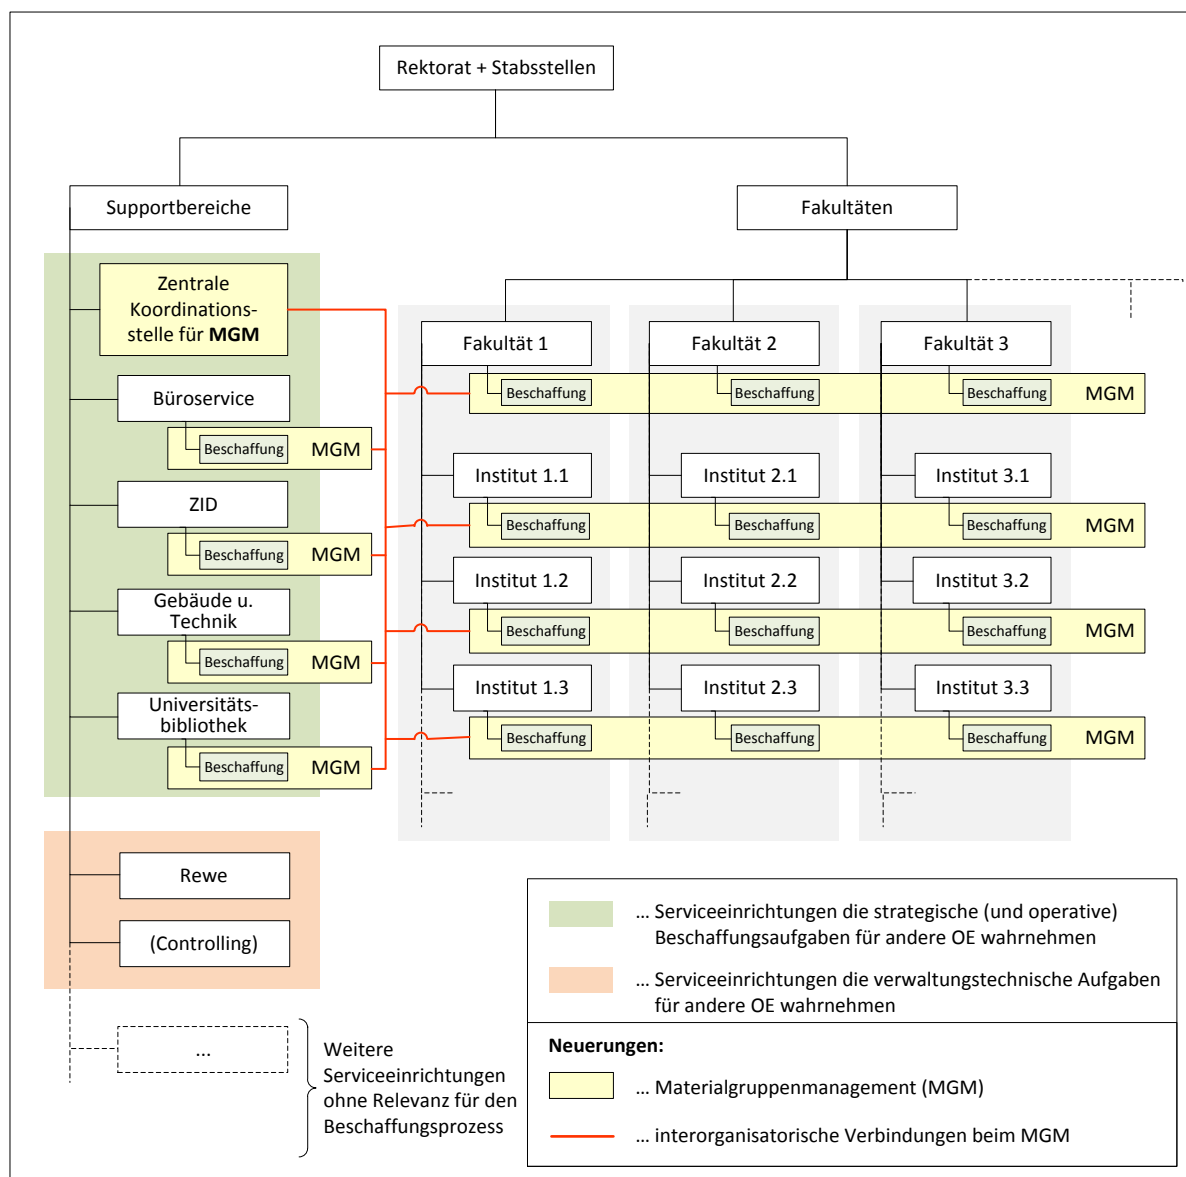 Rektorat + Stabsstellen
Supportbereiche
Fakultäten
Zentrale
Koordinations-
stelle für MGM
Büroservice
Beschaffung MGM
ZID
Beschaffung MGM
Gebäude u.
Technik
Beschaffung MGM
Universitäts-
bibliothek
Beschaffung MGM
Fakultät 1 Fakultät 2 Fakultät 3
Beschaffung Beschaffung Beschaffung MGM
Institut 1.1 Institut 2.1 Institut 3.1
Beschaffung Beschaffung Beschaffung MGM
Institut 1.2 Institut 2.2 Institut 3.2
Beschaffung Beschaffung Beschaffung MGM
Institut 1.3 Institut 2.3 Institut 3.3
Beschaffung Beschaffung Beschaffung MGM
Rewe
(Controlling)
...
Weitere
Serviceeinrichtungen
ohne Relevanz für den
Beschaffungsprozess
... Serviceeinrichtungen die strategische (und operative)
Beschaffungsaufgaben für andere OE wahrnehmen
... Serviceeinrichtungen die verwaltungstechnische Aufgaben
für andere OE wahrnehmen
Neuerungen:
... Materialgruppenmanagement (MGM)
... interorganisatorische Verbindungen beim MGM